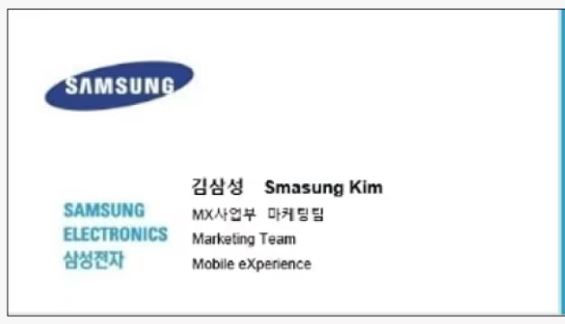 SAMSUNG
김삼성 Smasung Kim
MX사업부 마케팅팀
Marketing Team
Mobile eXperience
SAMSUNG
ELECTRONICS
삼성전자